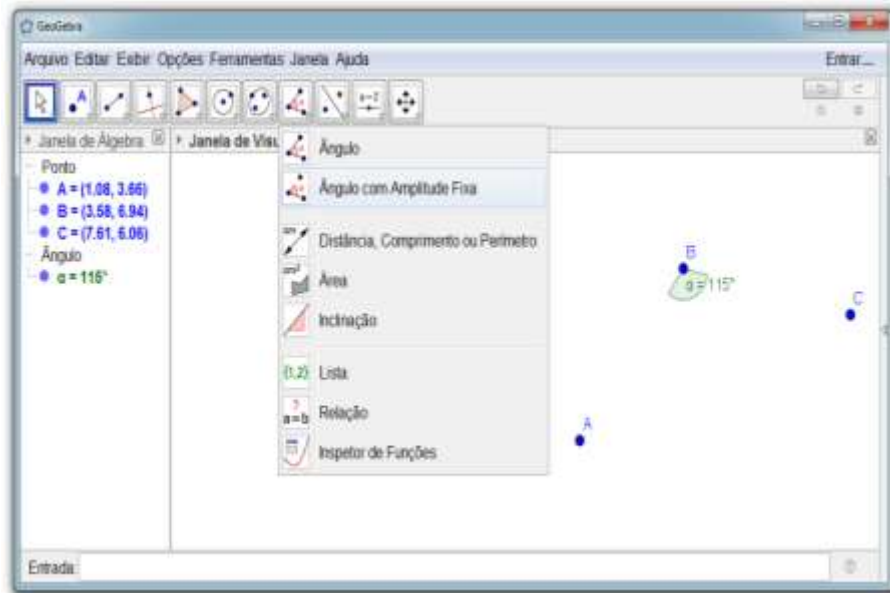 GeoGebra
Arquivo Editar Exibir Opções Ferramentas Janela Ajuda Entrar...
Janela de Álgebra
Janela de Visu
Ponto
A = (1.08, 3.66)
B = (3.58, 6.94)
C = (7.61, 6.06)
Ângulo
α = 115°
Ângulo
Ângulo com Amplitude Fixa
Distância, Comprimento ou Perímetro
Área
Inclinação
{1,2} Lista
a=b Relação
Inspetor de Funções
B
α = 115°
C
A
Entrada: